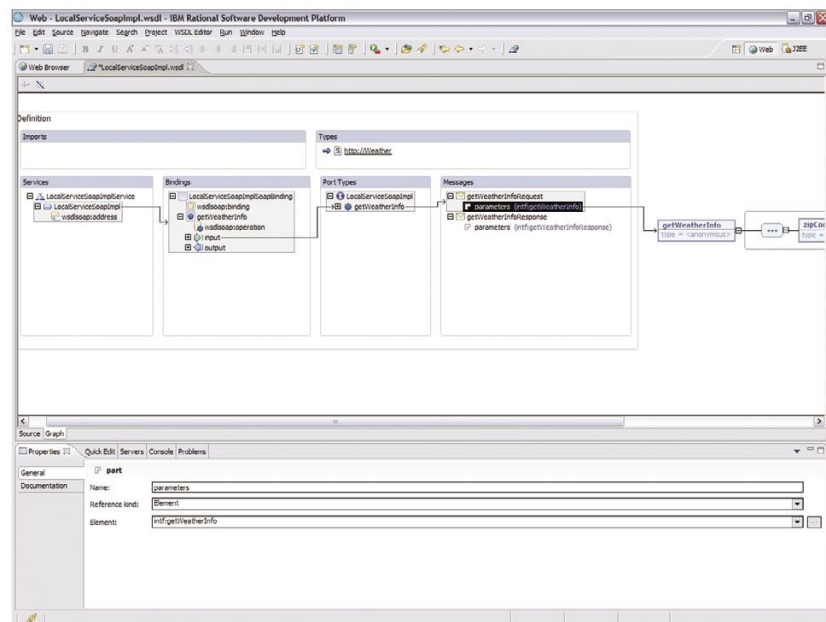 Web - LocalServiceSoapImpl.wsdl - IBM Rational Software Development Platform
File Edit Source Navigate Search Project WSDL Editor Run Window Help
Web J2EE
Web Browser *LocalServiceSoapImpl.wsdl
Definition
Imports
Types
http://Weather
Services
Bindings
Port Types
Messages
LocalServiceSoapImplService
LocalServiceSoapImpl
wsdlsoap:address
LocalServiceSoapImplSoapBinding
wsdlsoap:binding
getWeatherInfo
wsdlsoap:operation
input
output
LocalServiceSoapImpl
getWeatherInfo
getWeatherInfoRequest
parameters (intf:getWeatherInfo)
getWeatherInfoResponse
parameters (intf:getWeatherInfoResponse)
getWeatherInfo
type = <anonymous>
zipCo
type =
Source Graph
Properties Quick Edit Servers Console Problems
General
Documentation
part
Name: parameters
Reference kind: Element
Element: intf:getWeatherInfo